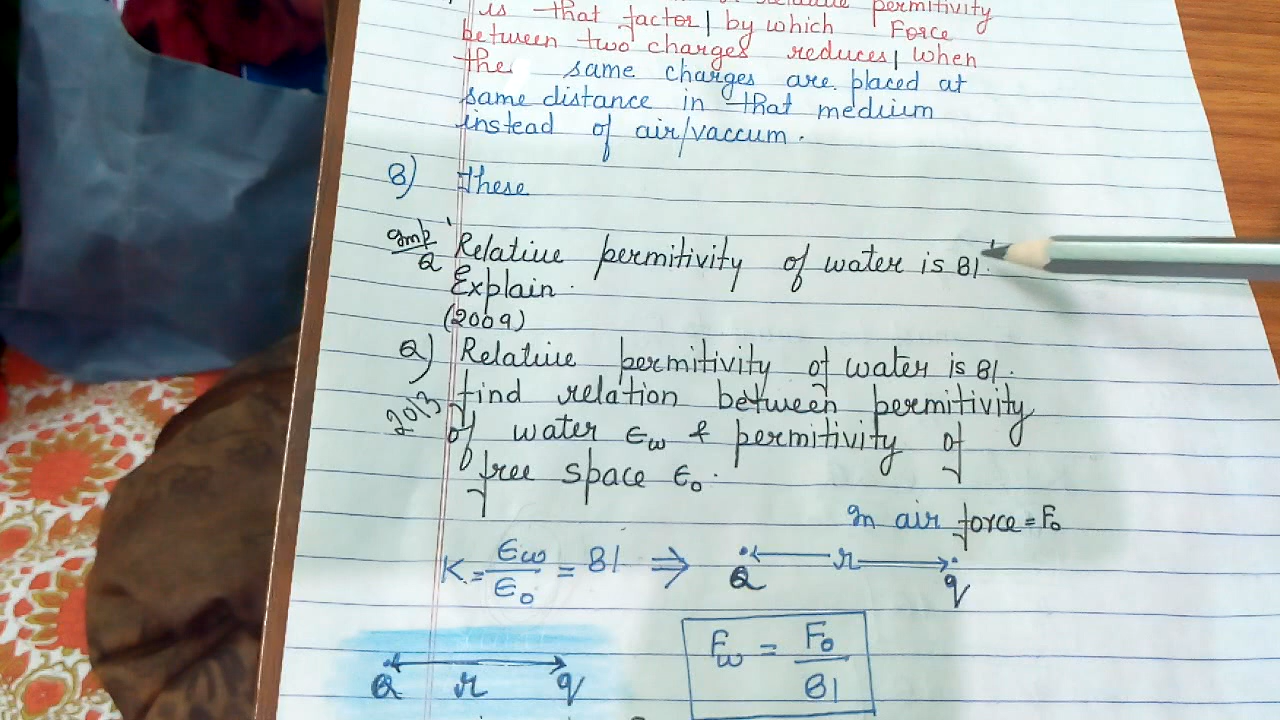 permitivity
is that factor| by which Force
between two charges reduces| when
the same charges are placed at
same distance in that medium
instead of air/vaccum.
8) these
Imp Relative permitivity of water is 81.
Q Explain.
(2009)
Q) Relative permitivity of water is 81.
2013 find relation between permitivity
of water ϵw & permitivity of
free space ϵ₀.
In air force = F₀
K = ϵω/ϵ₀ = 81 ⇒ Q r q
Fw = F₀/81
Q r q